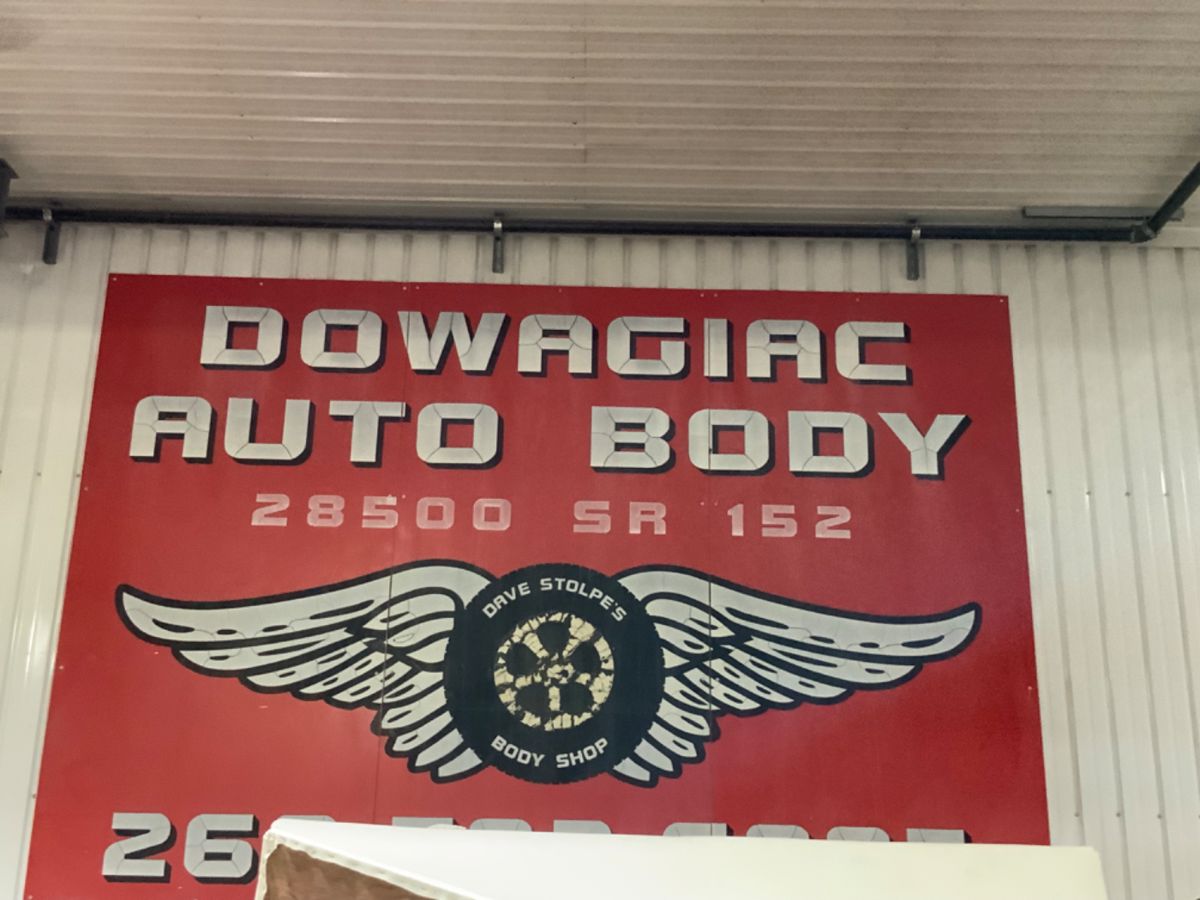 DOWAGIAC
AUTO BODY
28500 SR 152
DAVE STOLPE'S
BODY SHOP